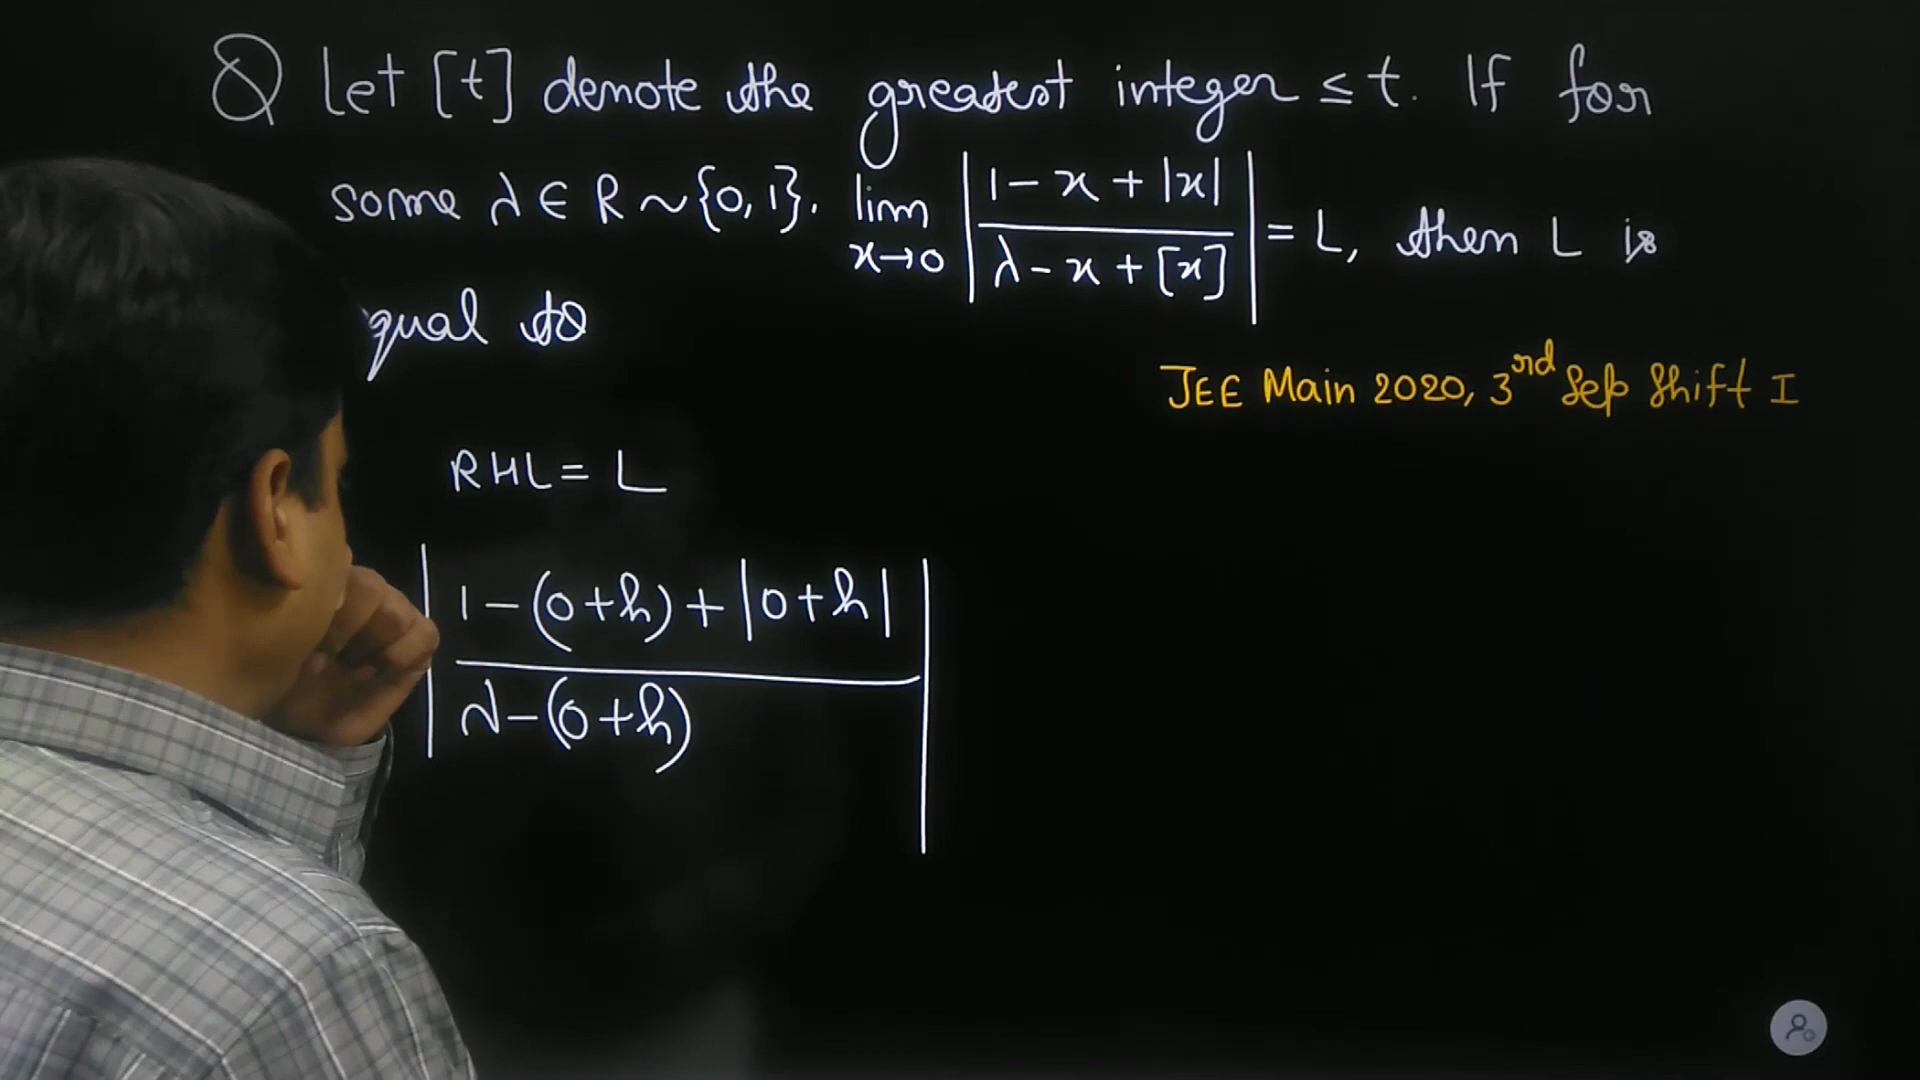 Q Let [t] denote the greatest integer ≤ t. If for
some λ ∈ R ~ {0, 1}. lim x→0 |(1 - x + |x|)/(λ - x + [x])| = L, then L is
qual to
JEE Main 2020, 3rd Sep Shift I
RHL = L
|(1 - (0+h) + |0+h|)/(λ - (0+h))|